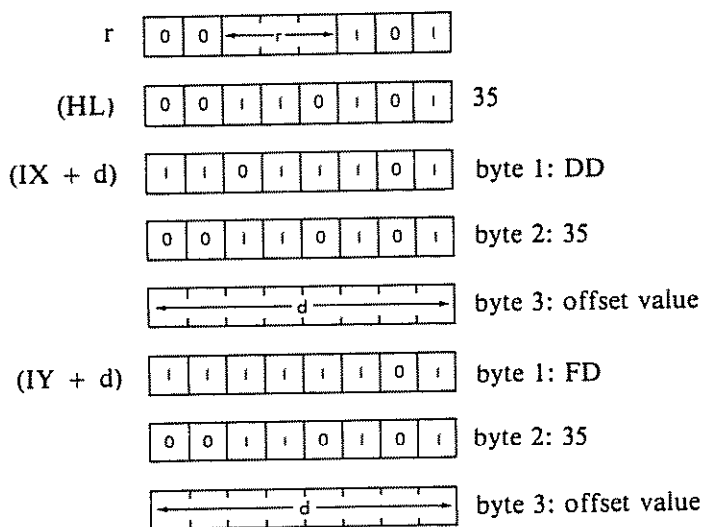 r 0 0 r 1 0 1
(HL) 0 0 1 1 0 1 0 1 35
(IX + d) 1 1 0 1 1 1 0 1 byte 1: DD
0 0 1 1 0 1 0 1 byte 2: 35
d byte 3: offset value
(IY + d) 1 1 1 1 1 1 0 1 byte 1: FD
0 0 1 1 0 1 0 1 byte 2: 35
d byte 3: offset value